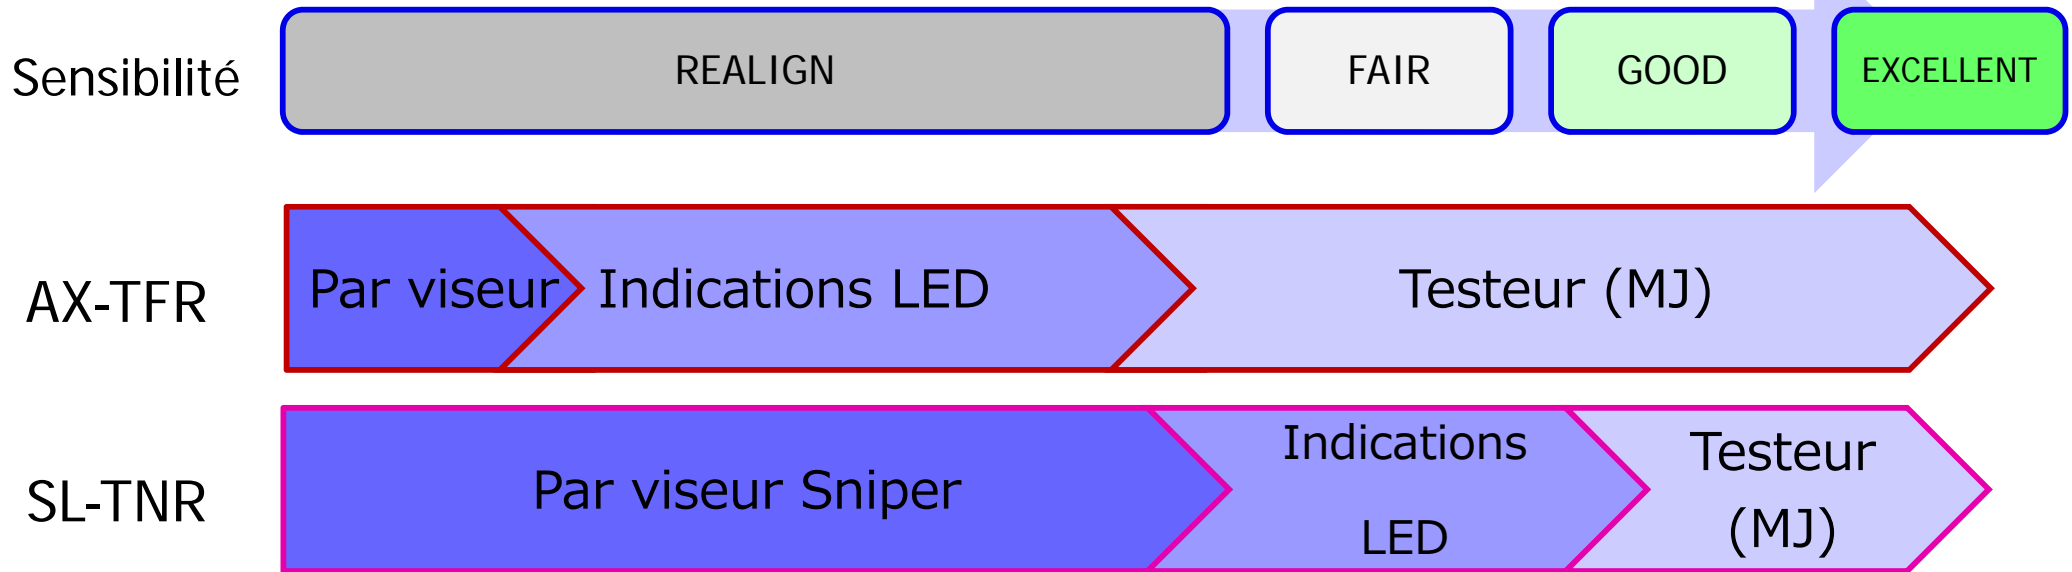 Sensibilité
REALIGN
FAIR
GOOD
EXCELLENT
AX-TFR
Par viseur
Indications LED
Testeur (MJ)
SL-TNR
Par viseur Sniper
Indications
LED
Testeur
(MJ)